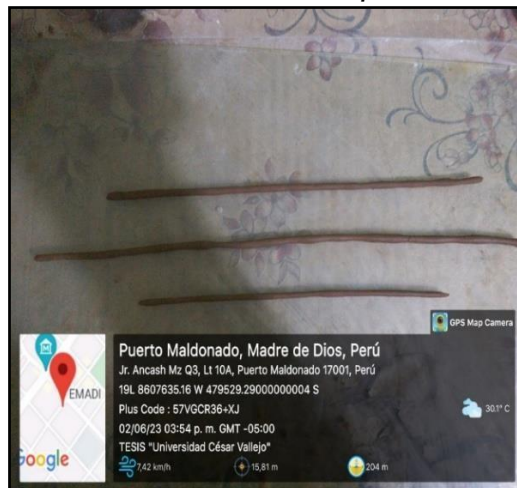 GPS Map Camera
Puerto Maldonado, Madre de Dios, Perú
Jr. Ancash Mz Q3, Lt 10A, Puerto Maldonado 17001, Perú
19L 8607635.16 W 479529.29000000004 S
Plus Code : 57VGCR36+XJ
02/06/23 03:54 p. m. GMT -05:00
TESIS "Universidad César Vallejo"
7,42 km/h
15,81 m
204 m
30.1° C
EMADI
Google